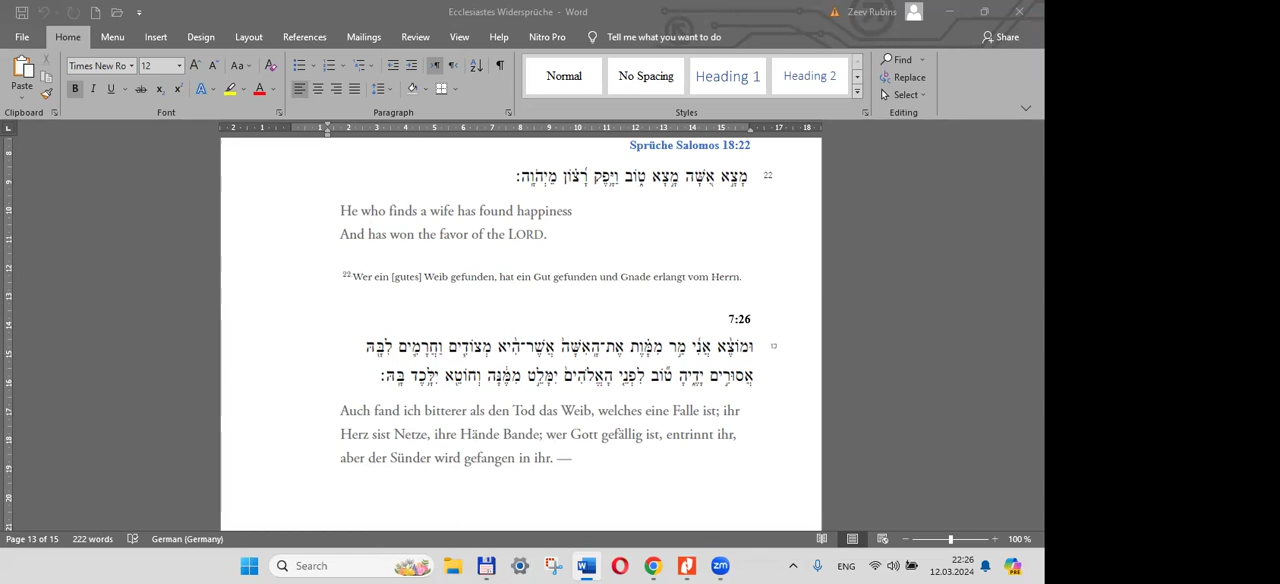 Ecclesiastes Widersprüche - Word
Zeev Rubins
File Home Menu Insert Design Layout References Mailings Review View Help Nitro Pro Tell me what you want to do Share
Paste
Times New Ro 12
Normal
No Spacing
Heading 1
Heading 2
Find
Replace
Select
Clipboard Font Paragraph Styles Editing
Sprüche Salomos 18:22
22 מָצָ֣א אִ֭שָּׁה מָ֣צָא ט֑וֹב וַיָּ֥פֶק רָ֝צ֗וֹן מֵיְהֹוָֽה׃
He who finds a wife has found happiness
And has won the favor of the LORD.
22 Wer ein [gutes] Weib gefunden, hat ein Gut gefunden und Gnade erlangt vom Herrn.
7:26
וּמוֹצֶ֨א אֲנִ֜י מַ֣ר מִמָּ֗וֶת אֶת־הָֽאִשָּׁה֙ אֲשֶׁר־הִ֨יא מְצוֹדִ֧ים וַחֲרָמִ֛ים לִבָּ֖הּ
אֲסוּרִ֣ים יָדֶ֑יהָ ט֞וֹב לִפְנֵ֤י הָאֱלֹהִים֙ יִמָּלֵ֣ט מִמֶּ֔נָּה וְחוֹטֵ֖א יִלָּ֥כֶד בָּֽהּ׃
Auch fand ich bitterer als den Tod das Weib, welches eine Falle ist; ihr
Herz sist Netze, ihre Hände Bande; wer Gott gefällig ist, entrinnt ihr,
aber der Sünder wird gefangen in ihr. —
Page 13 of 15 222 words German (Germany) 100 %
Search
ENG
22:26
12.03.2024